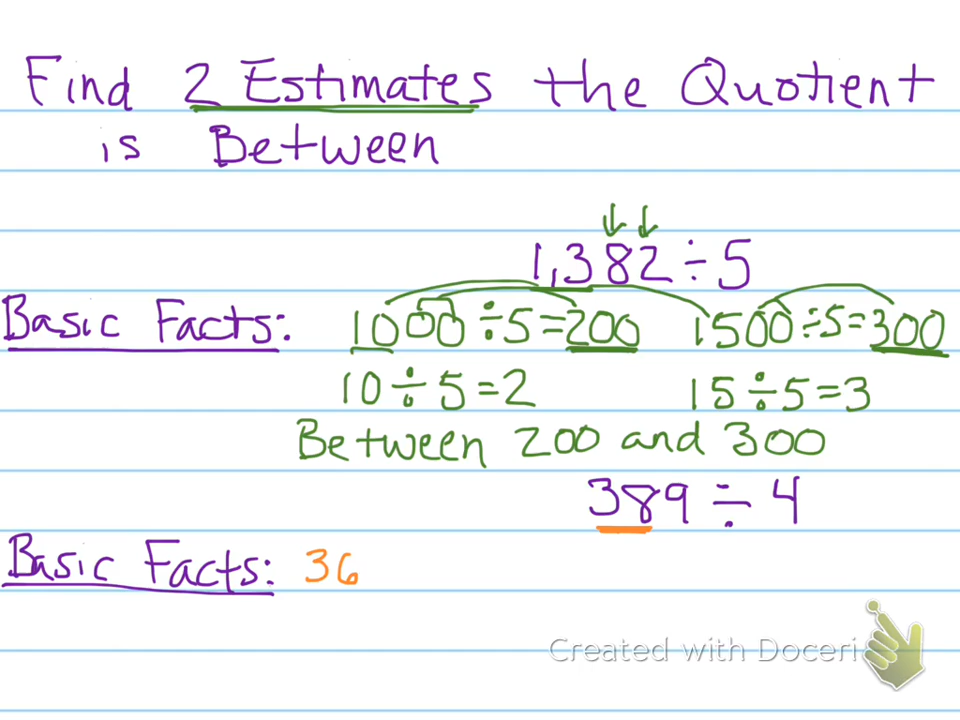 Find 2 Estimates the Quotient
is Between
1,382 ÷ 5
Basic Facts: 1000 ÷ 5 = 200 1500 ÷ 5 = 300
10 ÷ 5 = 2 15 ÷ 5 = 3
Between 200 and 300
389 ÷ 4
Basic Facts: 36
Created with Doceri